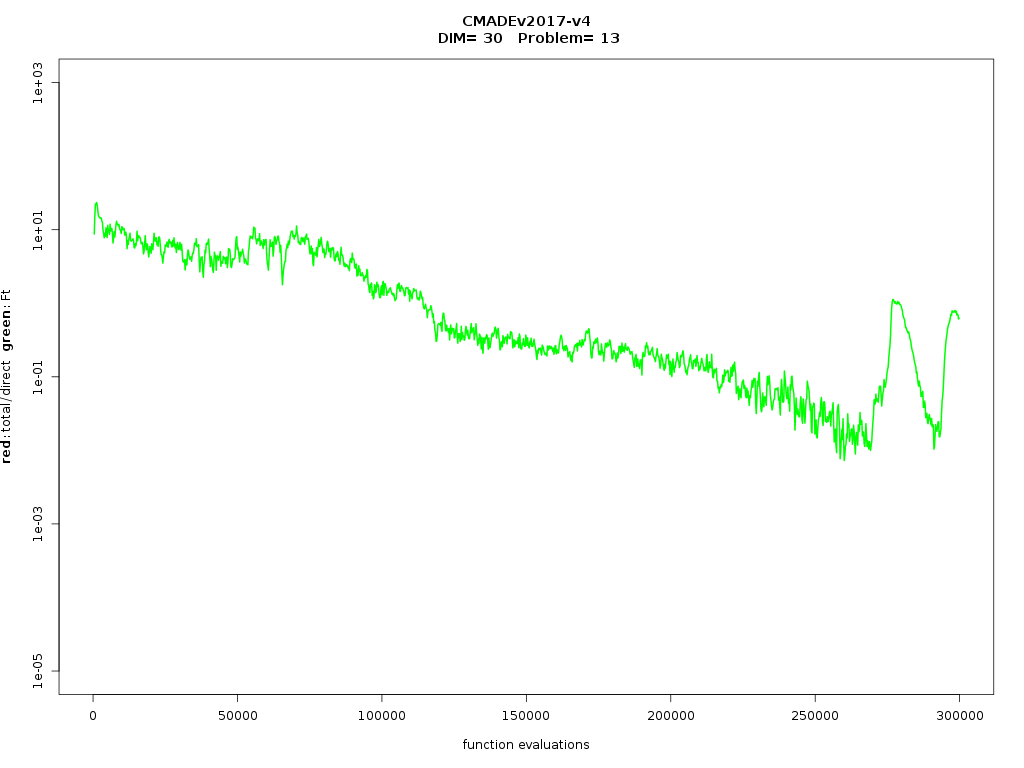 CMADEv2017-v4
DIM= 30 Problem= 13
1e+03
1e+01
1e-01
1e-03
1e-05
red:total/direct green: Ft
0 50000 100000 150000 200000 250000 300000
function evaluations